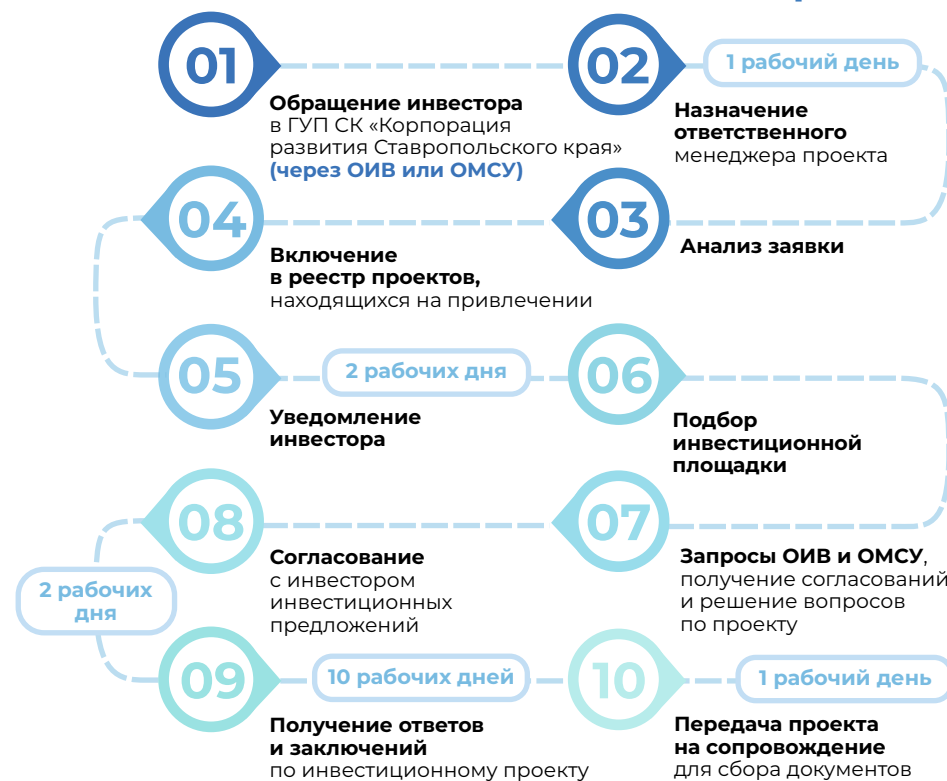 01
Обращение инвестора
в ГУП СК «Корпорация
развития Ставропольского края»
(через ОИВ или ОМСУ)
02
1 рабочий день
Назначение
ответственного
менеджера проекта
03
Анализ заявки
04
Включение
в реестр проектов,
находящихся на привлечении
05
Уведомление
инвестора
2 рабочих дня
06
Подбор
инвестиционной
площадки
07
Запросы ОИВ и ОМСУ,
получение согласований
и решение вопросов
по проекту
08
Согласование
с инвестором
инвестиционных
предложений
2 рабочих
дня
09
Получение ответов
и заключений
по инвестиционному проекту
10 рабочих дней
10
Передача проекта
на сопровождение
для сбора документов
1 рабочий день